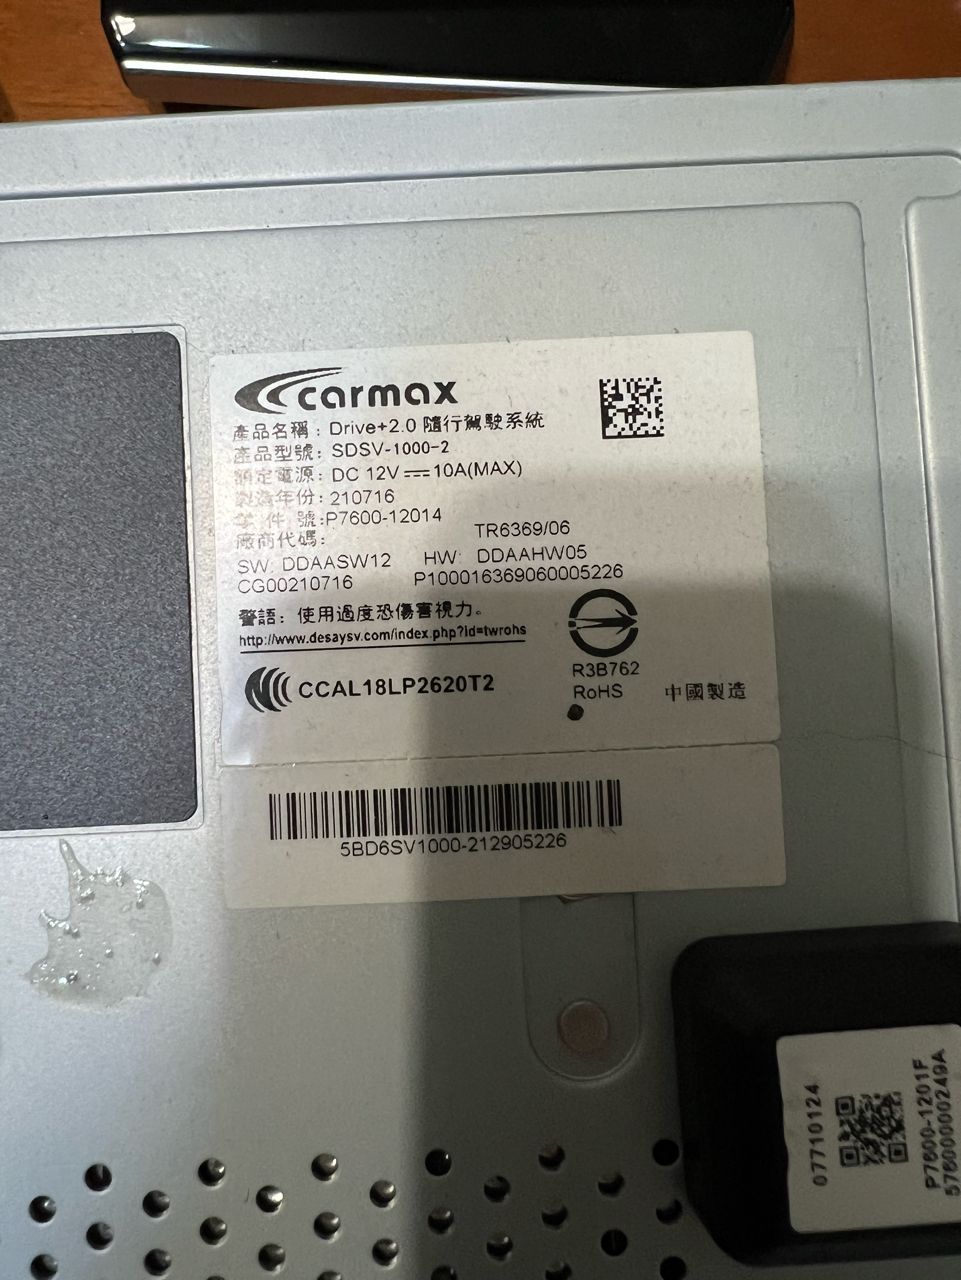 carmax
產品名稱: Drive+2.0 隨行駕駛系統
產品型號: SDSV-1000-2
額定電源: DC 12V ⎓ 10A(MAX)
製造年份: 210716
零 件 號:P7600-12014
廠商代碼:
TR6369/06
SW: DDAASW12 HW: DDAAHW05
CG00210716 P100016369060005226
警語: 使用過度恐傷害視力。
http://www.desaysv.com/index.php?id=twrohs
CCAL18LP2620T2
R3B762
RoHS
中國製造
5BD6SV1000-212905226
07710124
P7600-1201F
57600000249A